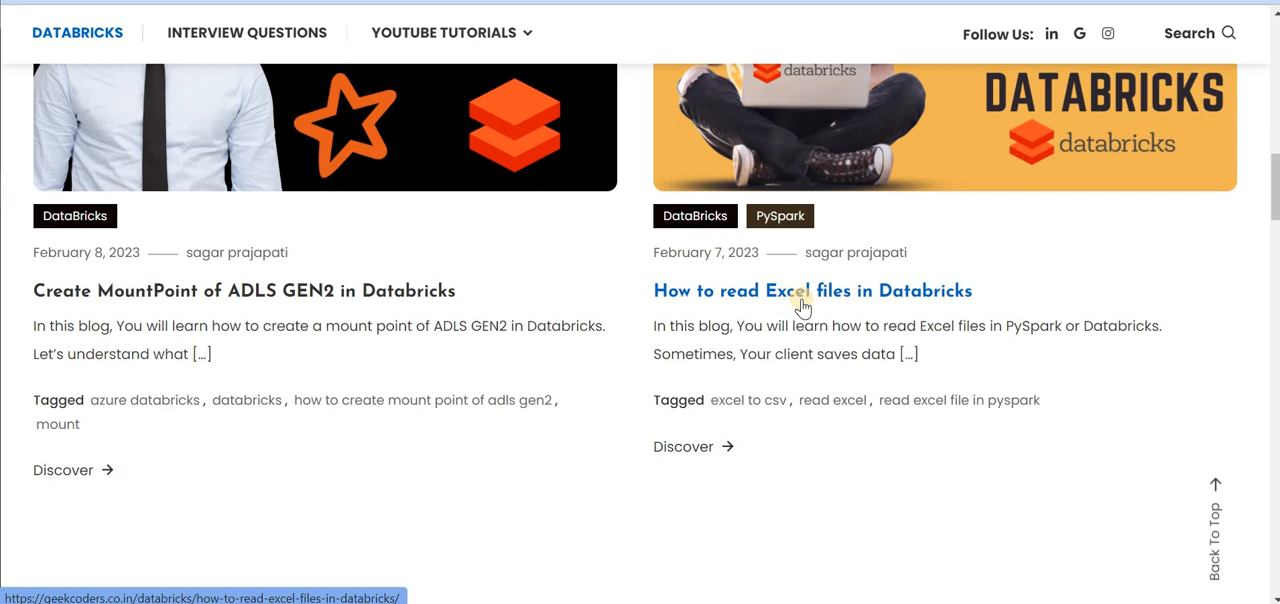 DATABRICKS
INTERVIEW QUESTIONS
YOUTUBE TUTORIALS
Follow Us:
Search
databricks
DATABRICKS
databricks
DataBricks
February 8, 2023
sagar prajapati
Create MountPoint of ADLS GEN2 in Databricks
In this blog, You will learn how to create a mount point of ADLS GEN2 in Databricks.
Let's understand what [...]
Tagged azure databricks , databricks , how to create mount point of adls gen2 ,
mount
Discover →
DataBricks PySpark
February 7, 2023
sagar prajapati
How to read Excel files in Databricks
In this blog, You will learn how to read Excel files in PySpark or Databricks.
Sometimes, Your client saves data [...]
Tagged excel to csv , read excel , read excel file in pyspark
Discover →
Back To Top
https://geekcoders.co.in/databricks/how-to-read-excel-files-in-databricks/